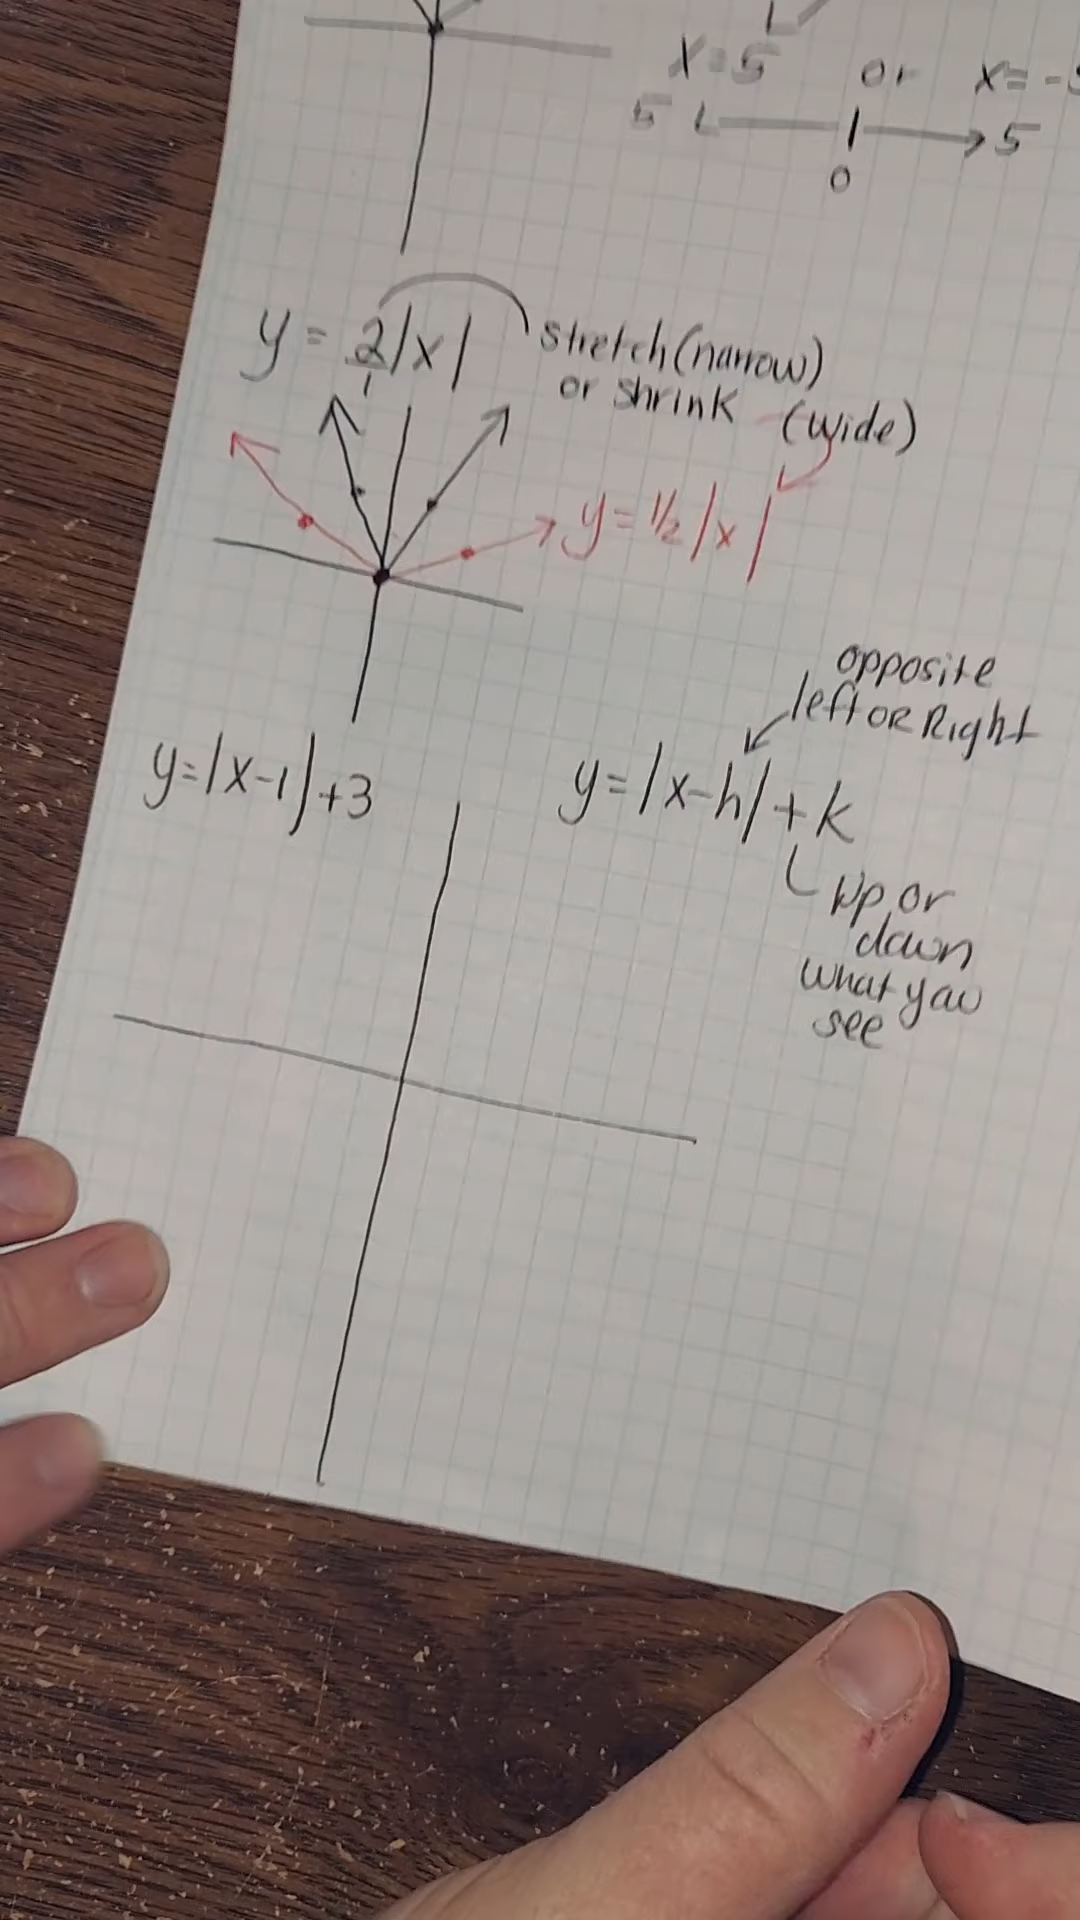 x=5 or x=-5
5 0 5
y=2|x|
1
stretch (narrow)
or shrink (wide)
y=1/2|x|
opposite
left OR Right
y=|x-1|+3
y=|x-h|+k
Up or
down
what you
see